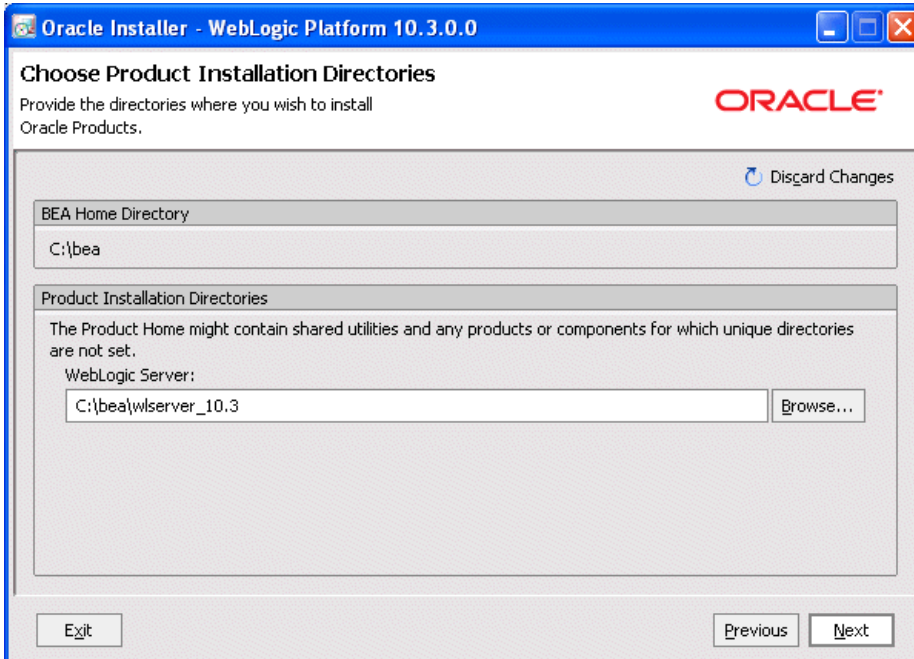 Oracle Installer - WebLogic Platform 10.3.0.0
Choose Product Installation Directories
Provide the directories where you wish to install
Oracle Products.
ORACLE
Discard Changes
BEA Home Directory
C:\bea
Product Installation Directories
The Product Home might contain shared utilities and any products or components for which unique directories
are not set.
WebLogic Server:
C:\bea\wlserver_10.3
Browse...
Exit
Previous
Next